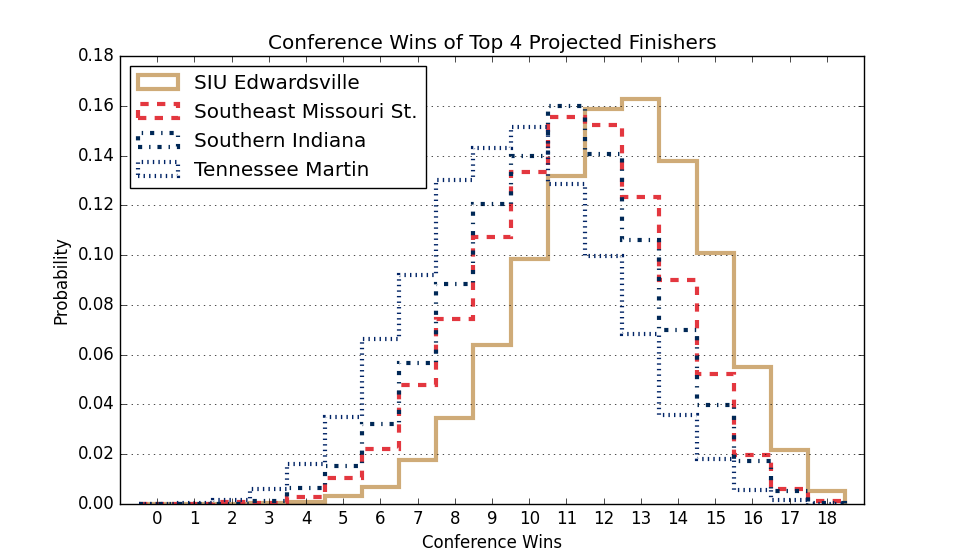 Conference Wins of Top 4 Projected Finishers
0.18
0.16
0.14
0.12
0.10
0.08
0.06
0.04
0.02
0.00
Probability
SIU Edwardsville
Southeast Missouri St.
Southern Indiana
Tennessee Martin
0 1 2 3 4 5 6 7 8 9 10 11 12 13 14 15 16 17 18
Conference Wins